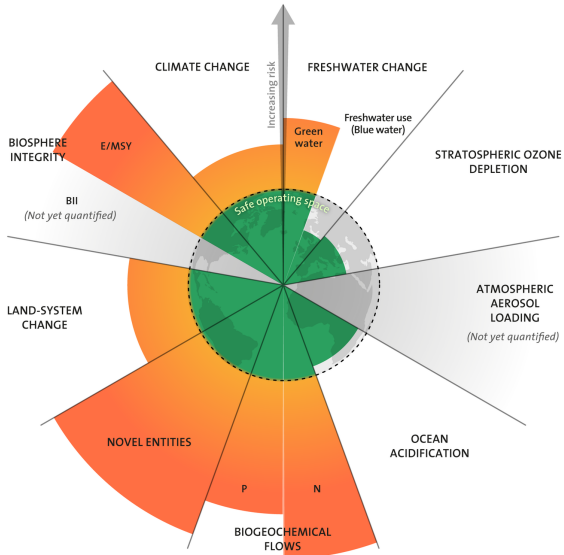 CLIMATE CHANGE
FRESHWATER CHANGE
Increasing risk
Green
water
Freshwater use
(Blue water)
STRATOSPHERIC OZONE
DEPLETION
BIOSPHERE
INTEGRITY
E/MSY
BII
(Not yet quantified)
Safe operating space
ATMOSPHERIC
AEROSOL
LOADING
(Not yet quantified)
LAND-SYSTEM
CHANGE
NOVEL ENTITIES
OCEAN
ACIDIFICATION
P
N
BIOGEOCHEMICAL
FLOWS